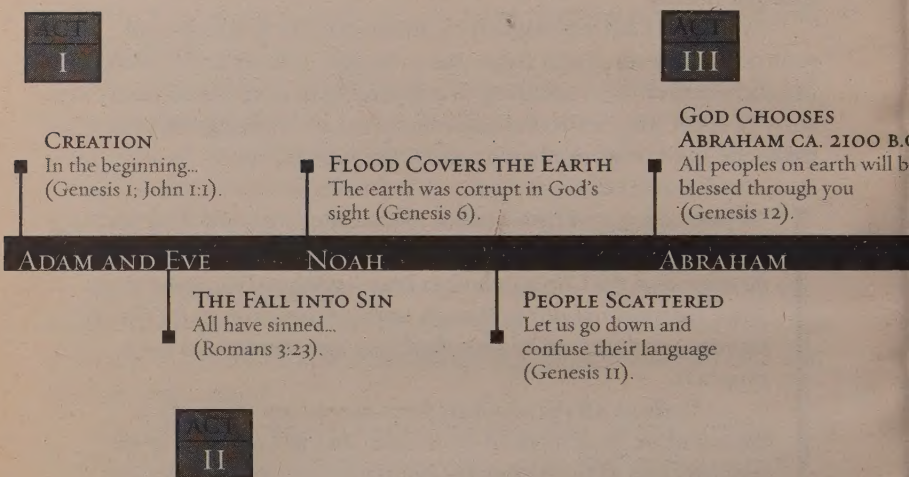 ACT
I
ACT
III
CREATION
In the beginning...
(Genesis 1; John 1:1).
FLOOD COVERS THE EARTH
The earth was corrupt in God's
sight (Genesis 6).
GOD CHOOSES
ABRAHAM CA. 2100 B.C
All peoples on earth will b
blessed through you
(Genesis 12).
ADAM AND EVE
NOAH
ABRAHAM
THE FALL INTO SIN
All have sinned...
(Romans 3:23).
PEOPLE SCATTERED
Let us go down and
confuse their language
(Genesis 11).
ACT
II